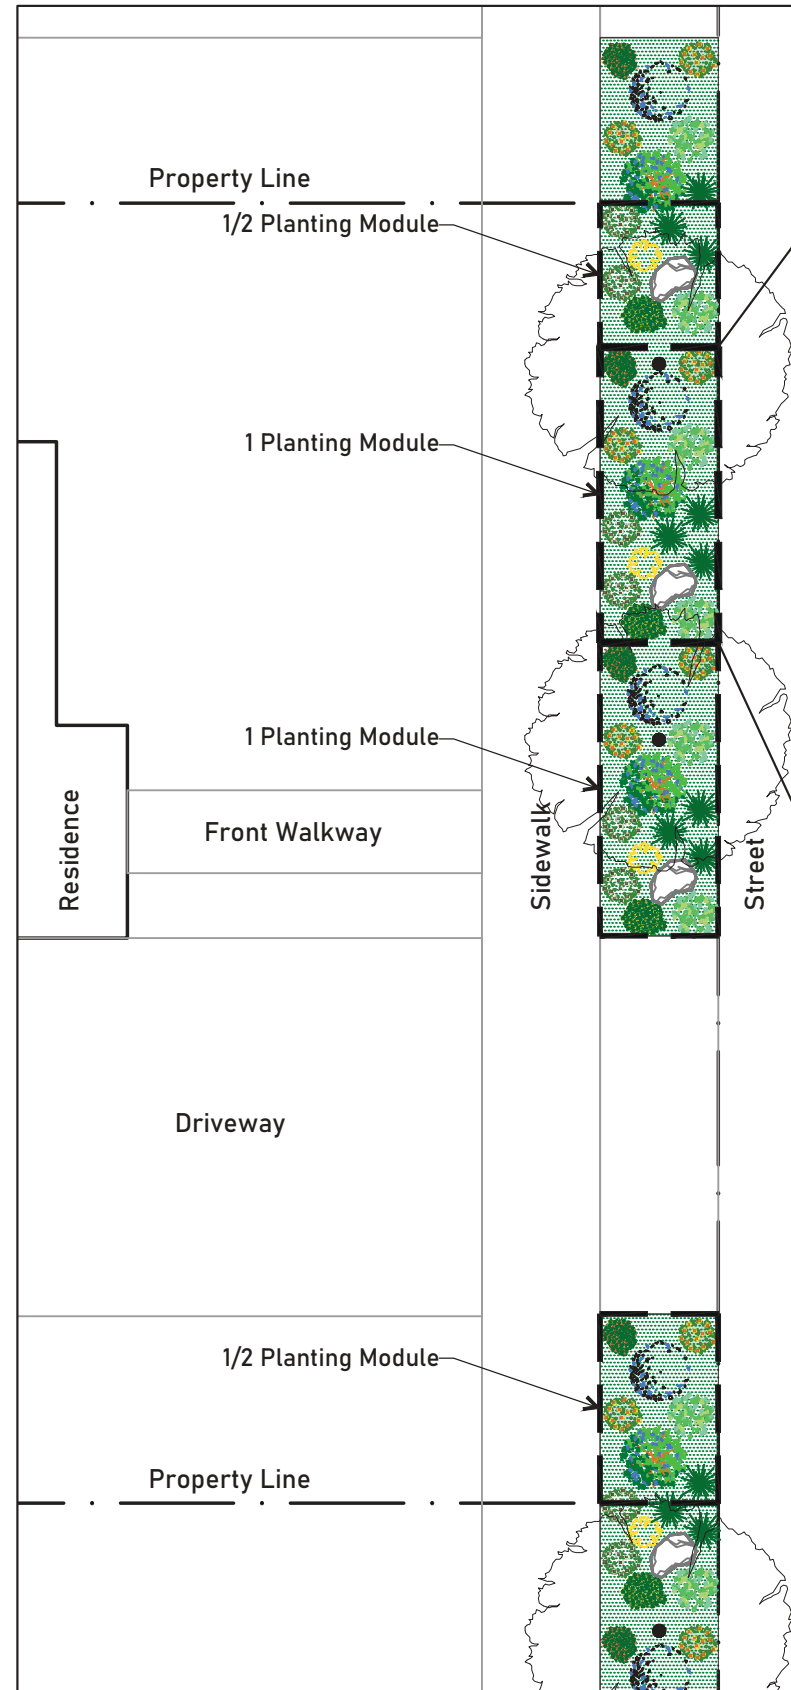 Property Line
1/2 Planting Module
1 Planting Module
1 Planting Module
Residence
Front Walkway
Sidewalk
Street
Driveway
1/2 Planting Module
Property Line